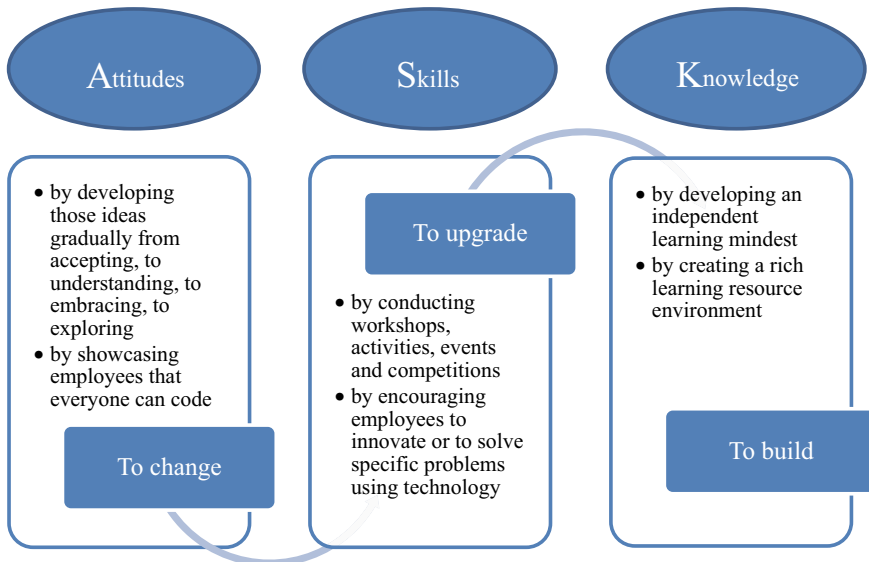 Attitudes
Skills
Knowledge
• by developing
those ideas
gradually from
accepting, to
understanding, to
embracing, to
exploring
• by showcasing
employees that
everyone can code
To change
To upgrade
• by conducting
workshops,
activities, events
and competitions
• by encouraging
employees to
innovate or to solve
specific problems
using technology
• by developing an
independent
learning mindest
• by creating a rich
learning resource
environment
To build